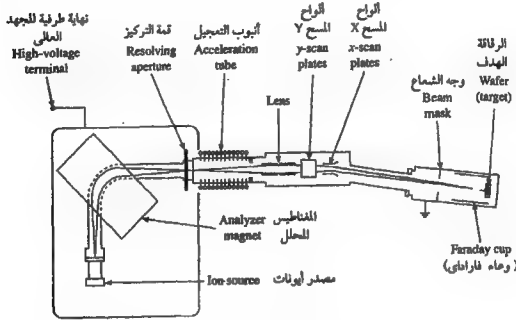 نهاية طرفية للجهد
العالى
High-voltage
terminal
قمة التركيز
Resolving
aperture
أنبوب التعجيل
Acceleration
tube
ألواح
المسح Y
y-scan
plates
ألواح
المسح X
x-scan
plates
الرقاقة
الهدف
Wafer
(target)
وجه الشعاع
Beam
mask
Lens
المغناطيس
المحلل
Analyzer
magnet
Ion source مصدر أيونات
Faraday cup
(وعاء فاراداى)